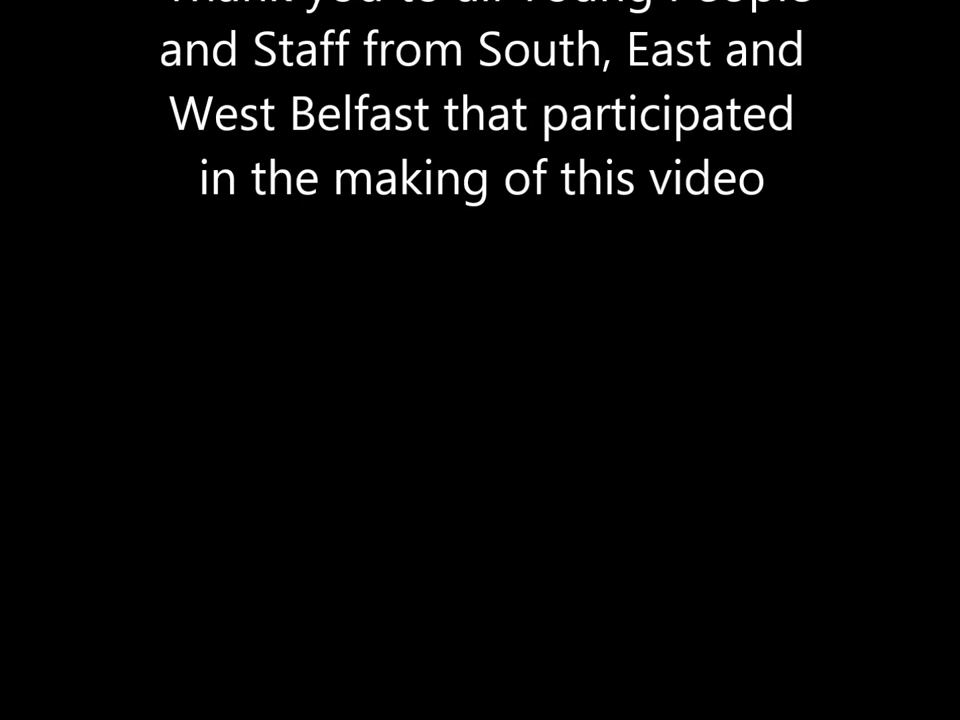 Thank you to all Young People
and Staff from South, East and
West Belfast that participated
in the making of this video